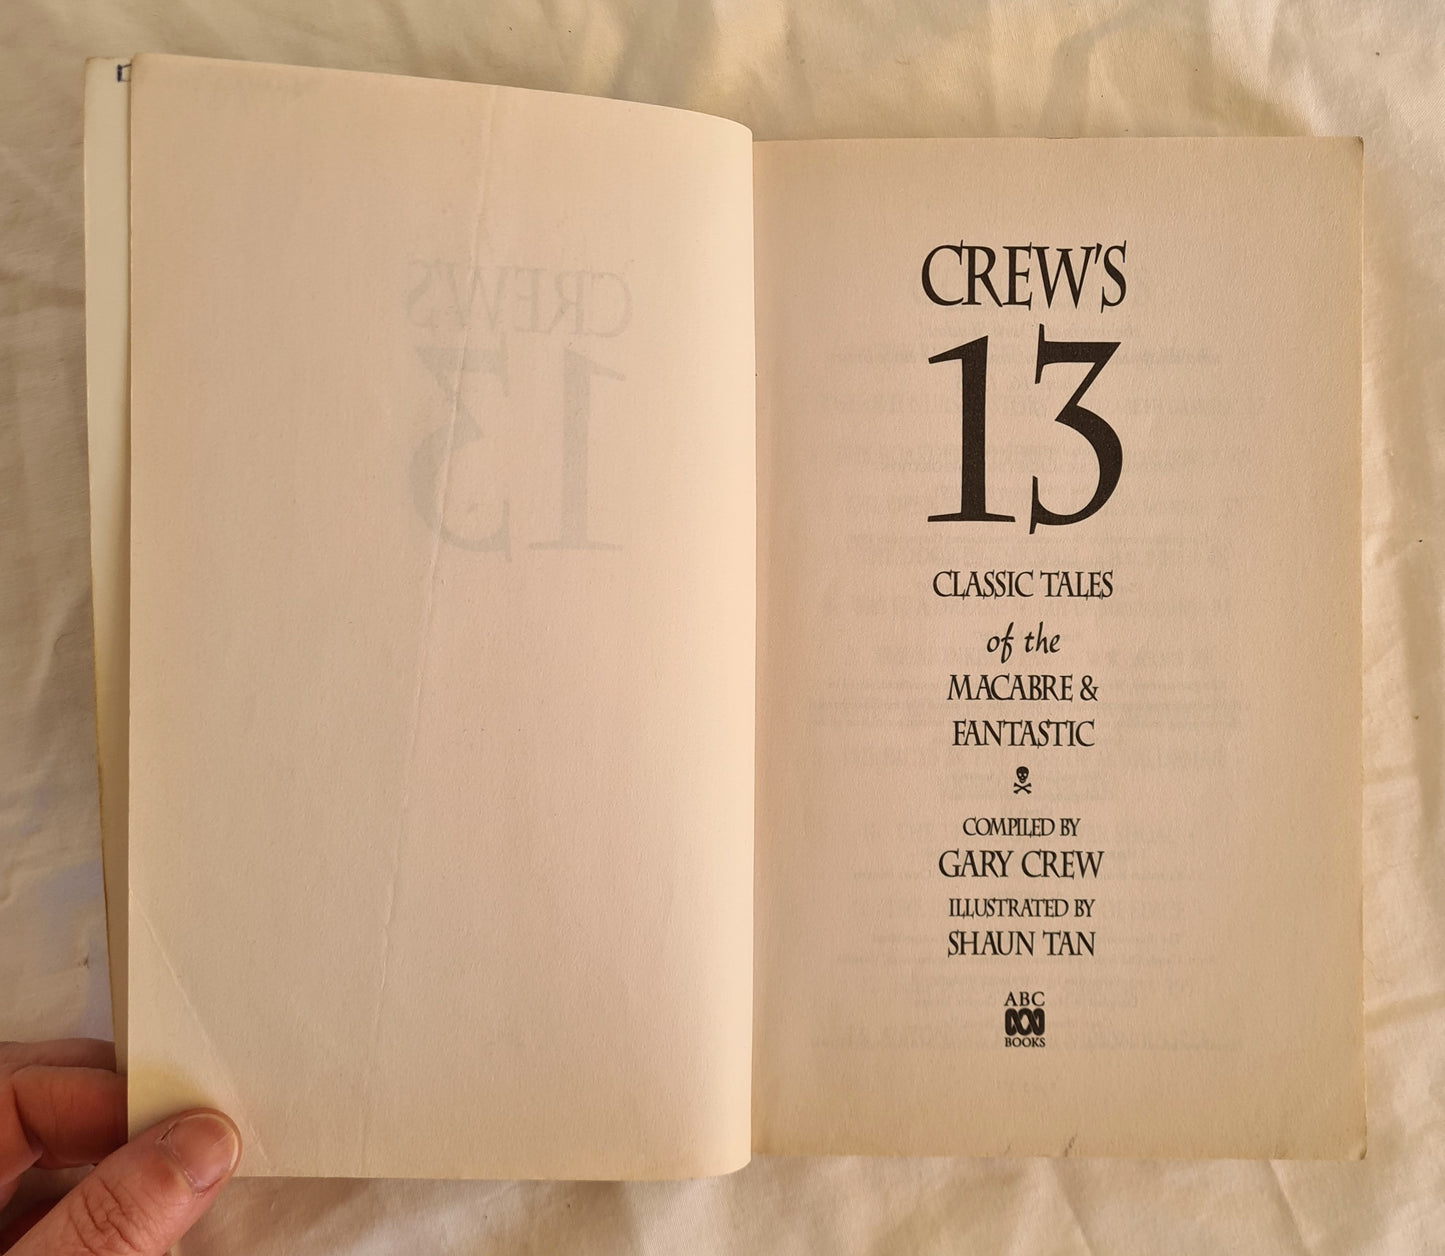 CREW'S
13
CLASSIC TALES
of the
MACABRE &
FANTASTIC
COMPILED BY
GARY CREW
ILLUSTRATED BY
SHAUN TAN
ABC
BOOKS